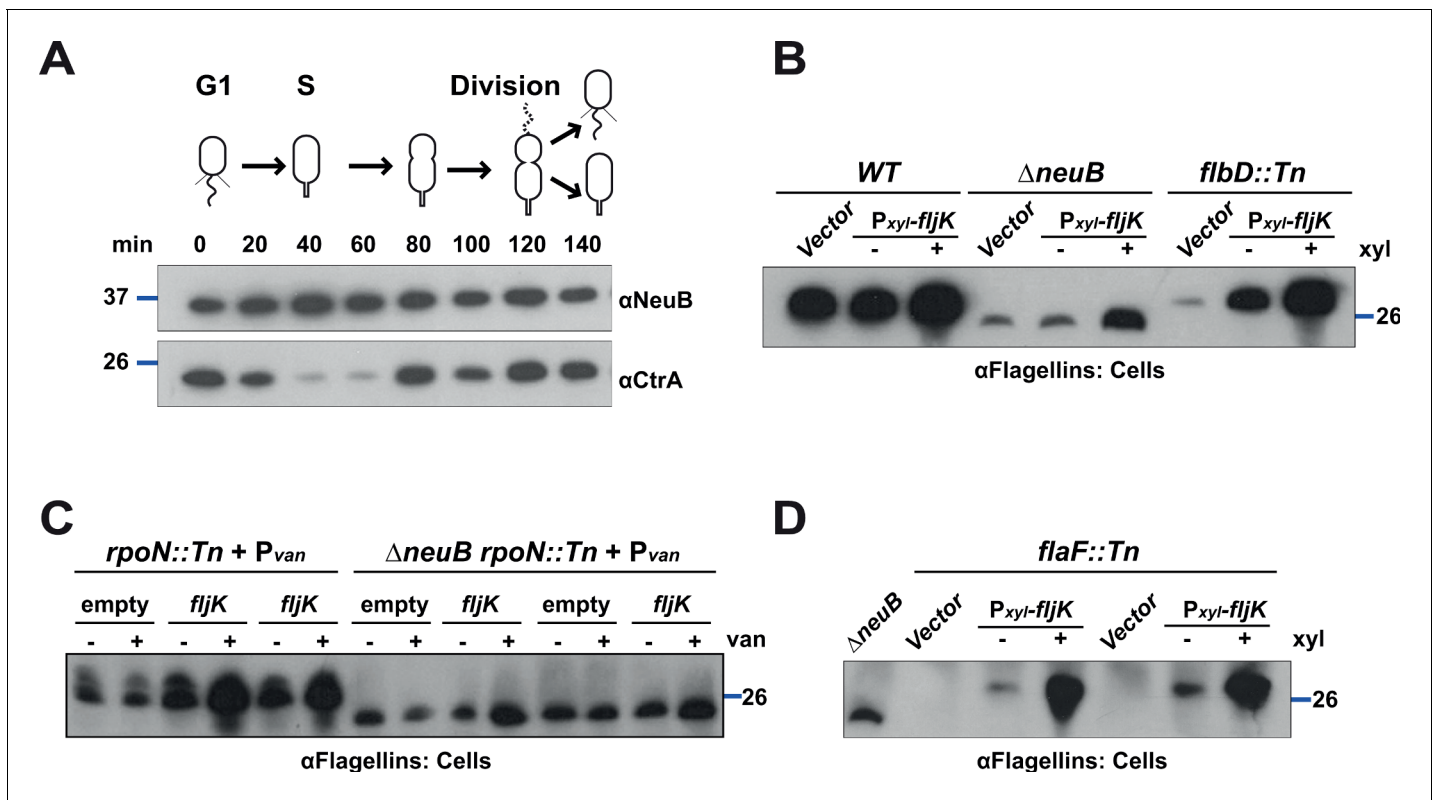 A
G1 S Division
min 0 20 40 60 80 100 120 140
37 αNeuB
26 αCtrA
B
WT ΔneuB flbD::Tn
Vector Pxyl-fljK Vector Pxyl-fljK Vector Pxyl-fljK
- + - + - + xyl
26
αFlagellins: Cells
C
rpoN::Tn + Pvan ΔneuB rpoN::Tn + Pvan
empty fljK fljK empty fljK empty fljK
- + - + - + - + - + - + - + van
26
αFlagellins: Cells
D
flaF::Tn
ΔneuB Vector Pxyl-fljK Vector Pxyl-fljK
- + - + xyl
26
αFlagellins: Cells